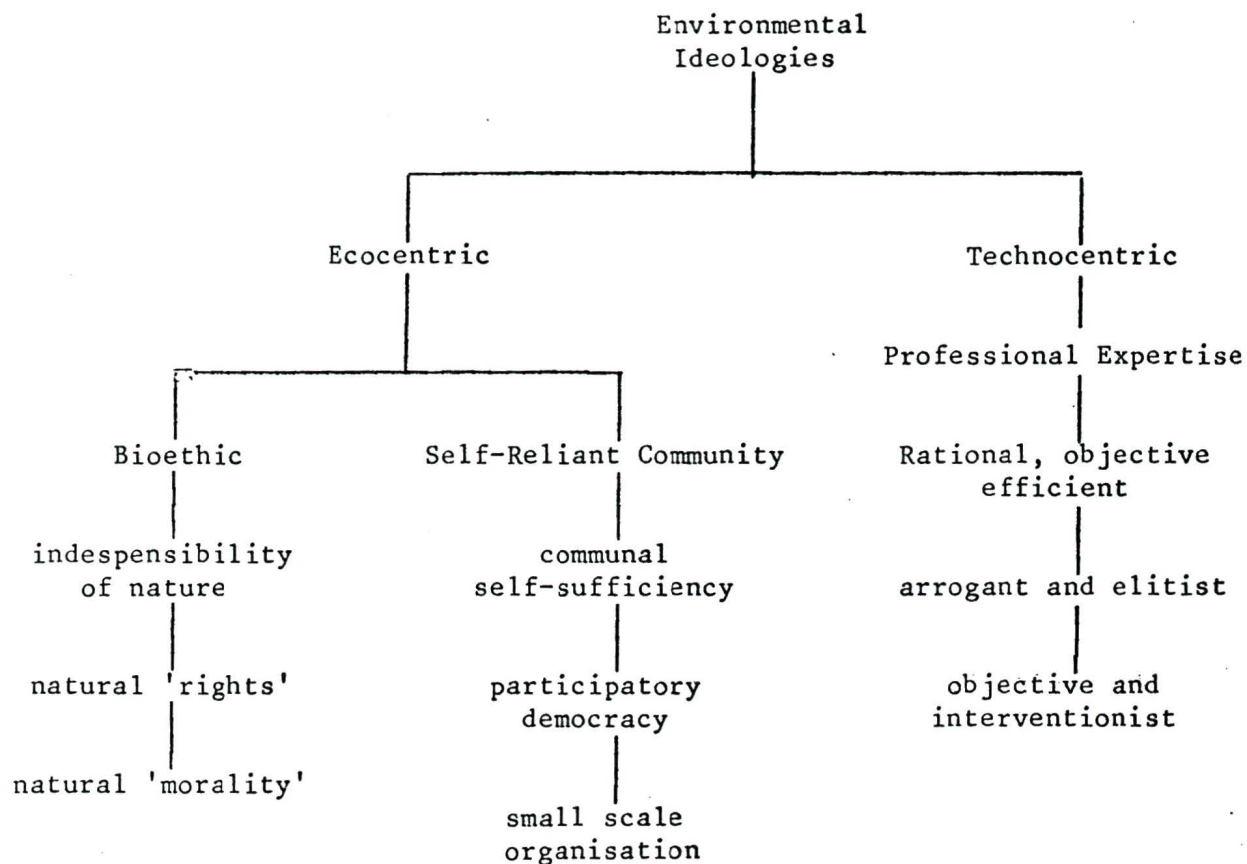 Environmental
Ideologies
Ecocentric
Technocentric
Professional Expertise
Bioethic
Self-Reliant Community
Rational, objective
efficient
indespensibility
of nature
communal
self-sufficiency
arrogant and elitist
natural 'rights'
participatory
democracy
objective and
interventionist
natural 'morality'
small scale
organisation